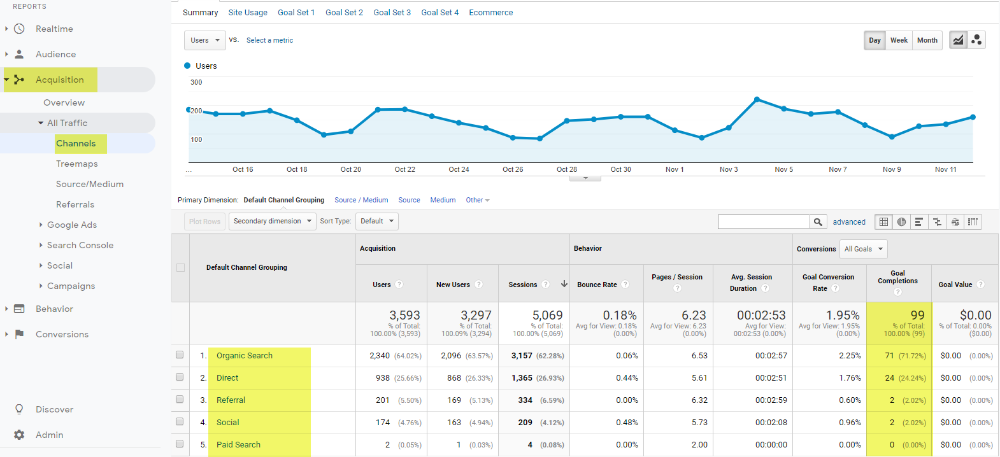 REPORTS
Realtime
Audience
Acquisition
Overview
All Traffic
Channels
Treemaps
Source/Medium
Referrals
Google Ads
Search Console
Social
Campaigns
Behavior
Conversions
Discover
Admin
Summary Site Usage Goal Set 1 Goal Set 2 Goal Set 3 Goal Set 4 Ecommerce
Users vs. Select a metric Day Week Month
Users
300
200
100
... Oct 16 Oct 18 Oct 20 Oct 22 Oct 24 Oct 26 Oct 28 Oct 30 Nov 1 Nov 3 Nov 5 Nov 7 Nov 9 Nov 11
Primary Dimension: Default Channel Grouping Source / Medium Source Medium Other
Plot Rows Secondary dimension Sort Type: Default advanced
Default Channel Grouping Acquisition Behavior Conversions All Goals
Users ? New Users ? Sessions ? Bounce Rate ? Pages / Session ? Avg. Session Duration ? Goal Conversion Rate ? Goal Completions ? Goal Value ?
3,593 3,297 5,069 0.18% 6.23 00:02:53 1.95% 99 $0.00
% of Total: % of Total: % of Total: Avg for View: 0.18% Avg for View: 6.23 Avg for View: Avg for View: 1.95% % of Total: % of Total: 0.00%
100.00% (3,593) 100.09% (3,294) 100.00% (5,069) (0.00%) (0.00%) 00:02:53 (0.00%) (0.00%) 100.00% (99) ($0.00)
1. Organic Search 2,340 (64.02%) 2,096 (63.57%) 3,157 (62.28%) 0.06% 6.53 00:02:57 2.25% 71 (71.72%) $0.00 (0.00%)
2. Direct 938 (25.66%) 868 (26.33%) 1,365 (26.93%) 0.44% 5.61 00:02:51 1.76% 24 (24.24%) $0.00 (0.00%)
3. Referral 201 (5.50%) 169 (5.13%) 334 (6.59%) 0.00% 6.32 00:02:59 0.60% 2 (2.02%) $0.00 (0.00%)
4. Social 174 (4.76%) 163 (4.94%) 209 (4.12%) 0.48% 5.73 00:02:08 0.96% 2 (2.02%) $0.00 (0.00%)
5. Paid Search 2 (0.05%) 1 (0.03%) 4 (0.08%) 0.00% 2.00 00:00:00 0.00% 0 (0.00%) $0.00 (0.00%)